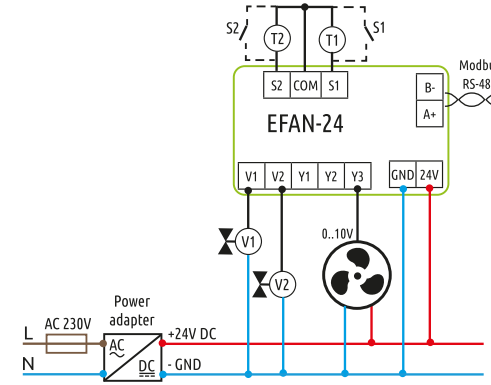 S2 T2 T1 S1
S2 COM S1
B-
A+
Modbu
RS-48
EFAN-24
V1 V2 Y1 Y2 Y3
GND 24V
V1
0..10V
V2
Power
adapter
L AC 230V AC +24V DC
N DC - GND